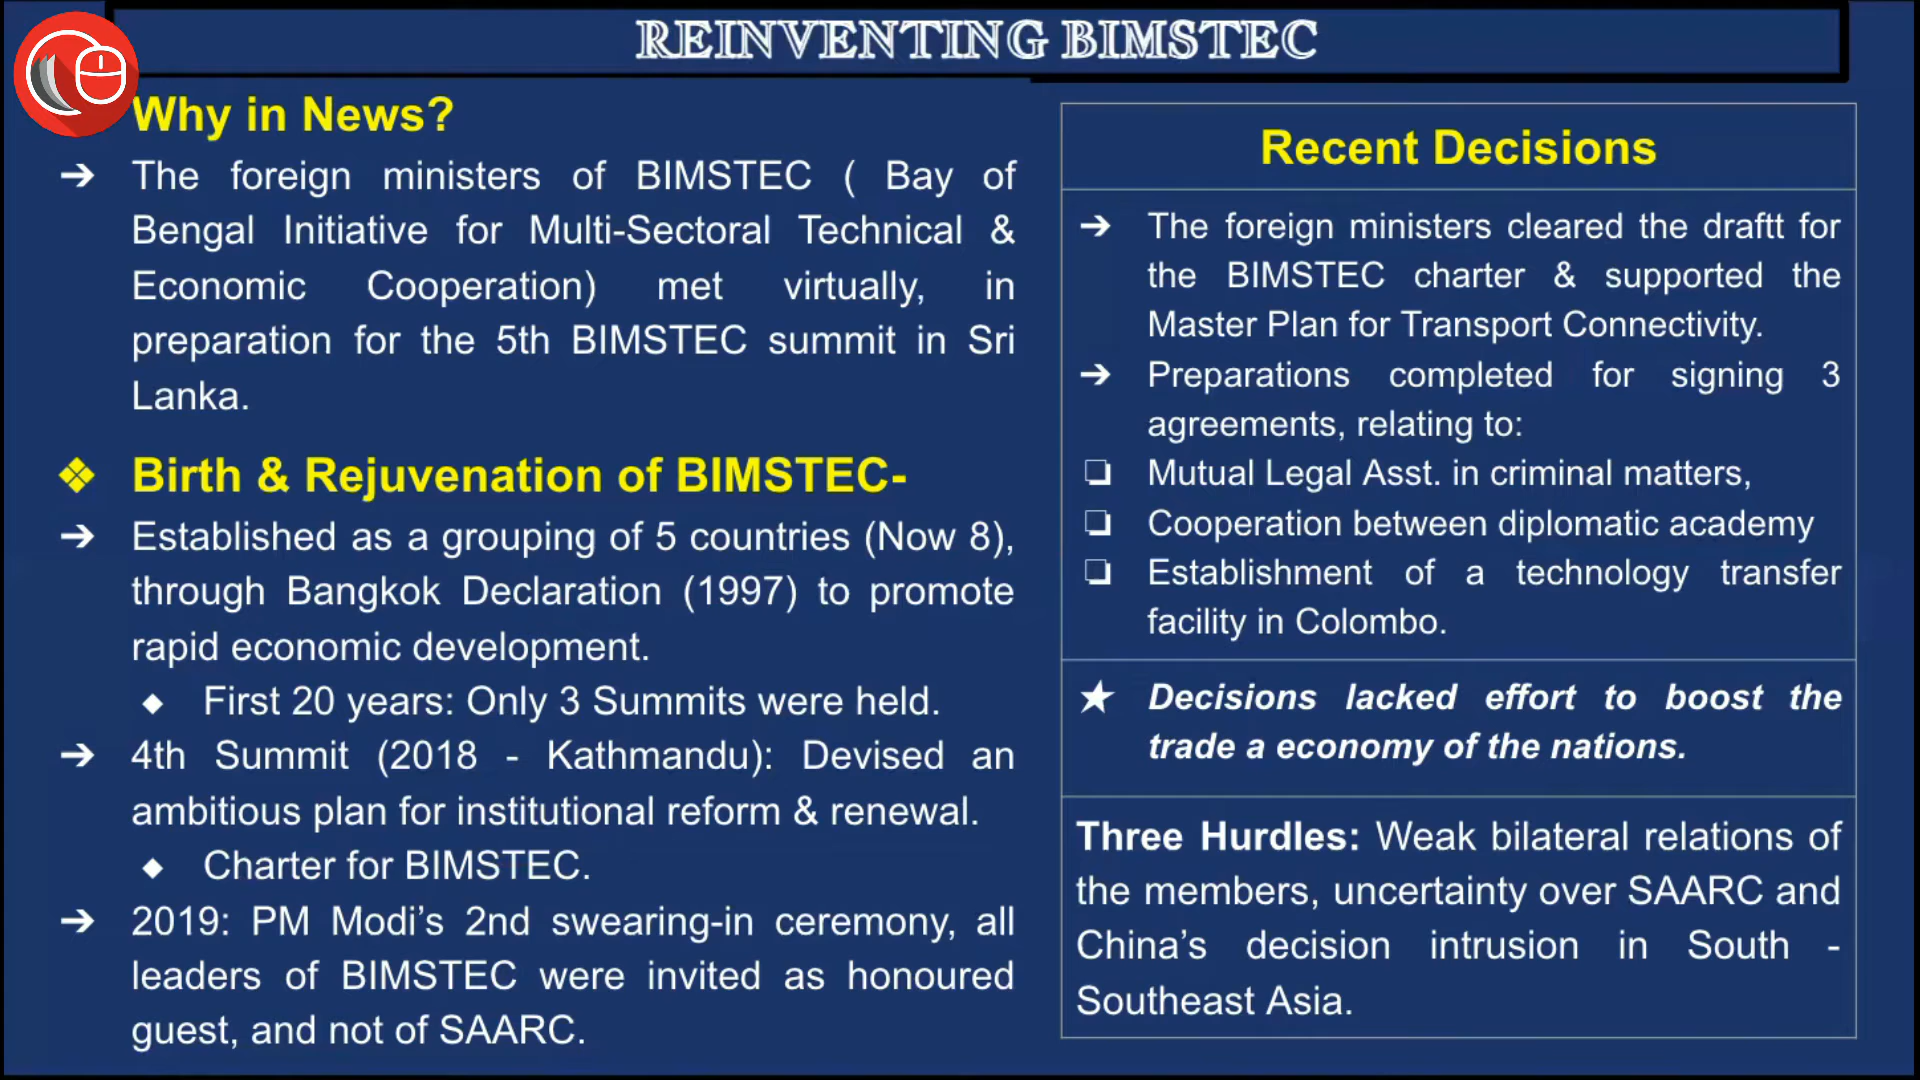 REINVENTING BIMSTEC
Why in News?
➔ The foreign ministers of BIMSTEC ( Bay of
Bengal Initiative for Multi-Sectoral Technical &
Economic Cooperation) met virtually, in
preparation for the 5th BIMSTEC summit in Sri
Lanka.
❖ Birth & Rejuvenation of BIMSTEC-
➔ Established as a grouping of 5 countries (Now 8),
through Bangkok Declaration (1997) to promote
rapid economic development.
◆ First 20 years: Only 3 Summits were held.
➔ 4th Summit (2018 - Kathmandu): Devised an
ambitious plan for institutional reform & renewal.
◆ Charter for BIMSTEC.
➔ 2019: PM Modi’s 2nd swearing-in ceremony, all
leaders of BIMSTEC were invited as honoured
guest, and not of SAARC.
Recent Decisions
➔ The foreign ministers cleared the draftt for
the BIMSTEC charter & supported the
Master Plan for Transport Connectivity.
➔ Preparations completed for signing 3
agreements, relating to:
❏ Mutual Legal Asst. in criminal matters,
❏ Cooperation between diplomatic academy
❏ Establishment of a technology transfer
facility in Colombo.
★ Decisions lacked effort to boost the
trade a economy of the nations.
Three Hurdles: Weak bilateral relations of
the members, uncertainty over SAARC and
China’s decision intrusion in South -
Southeast Asia.